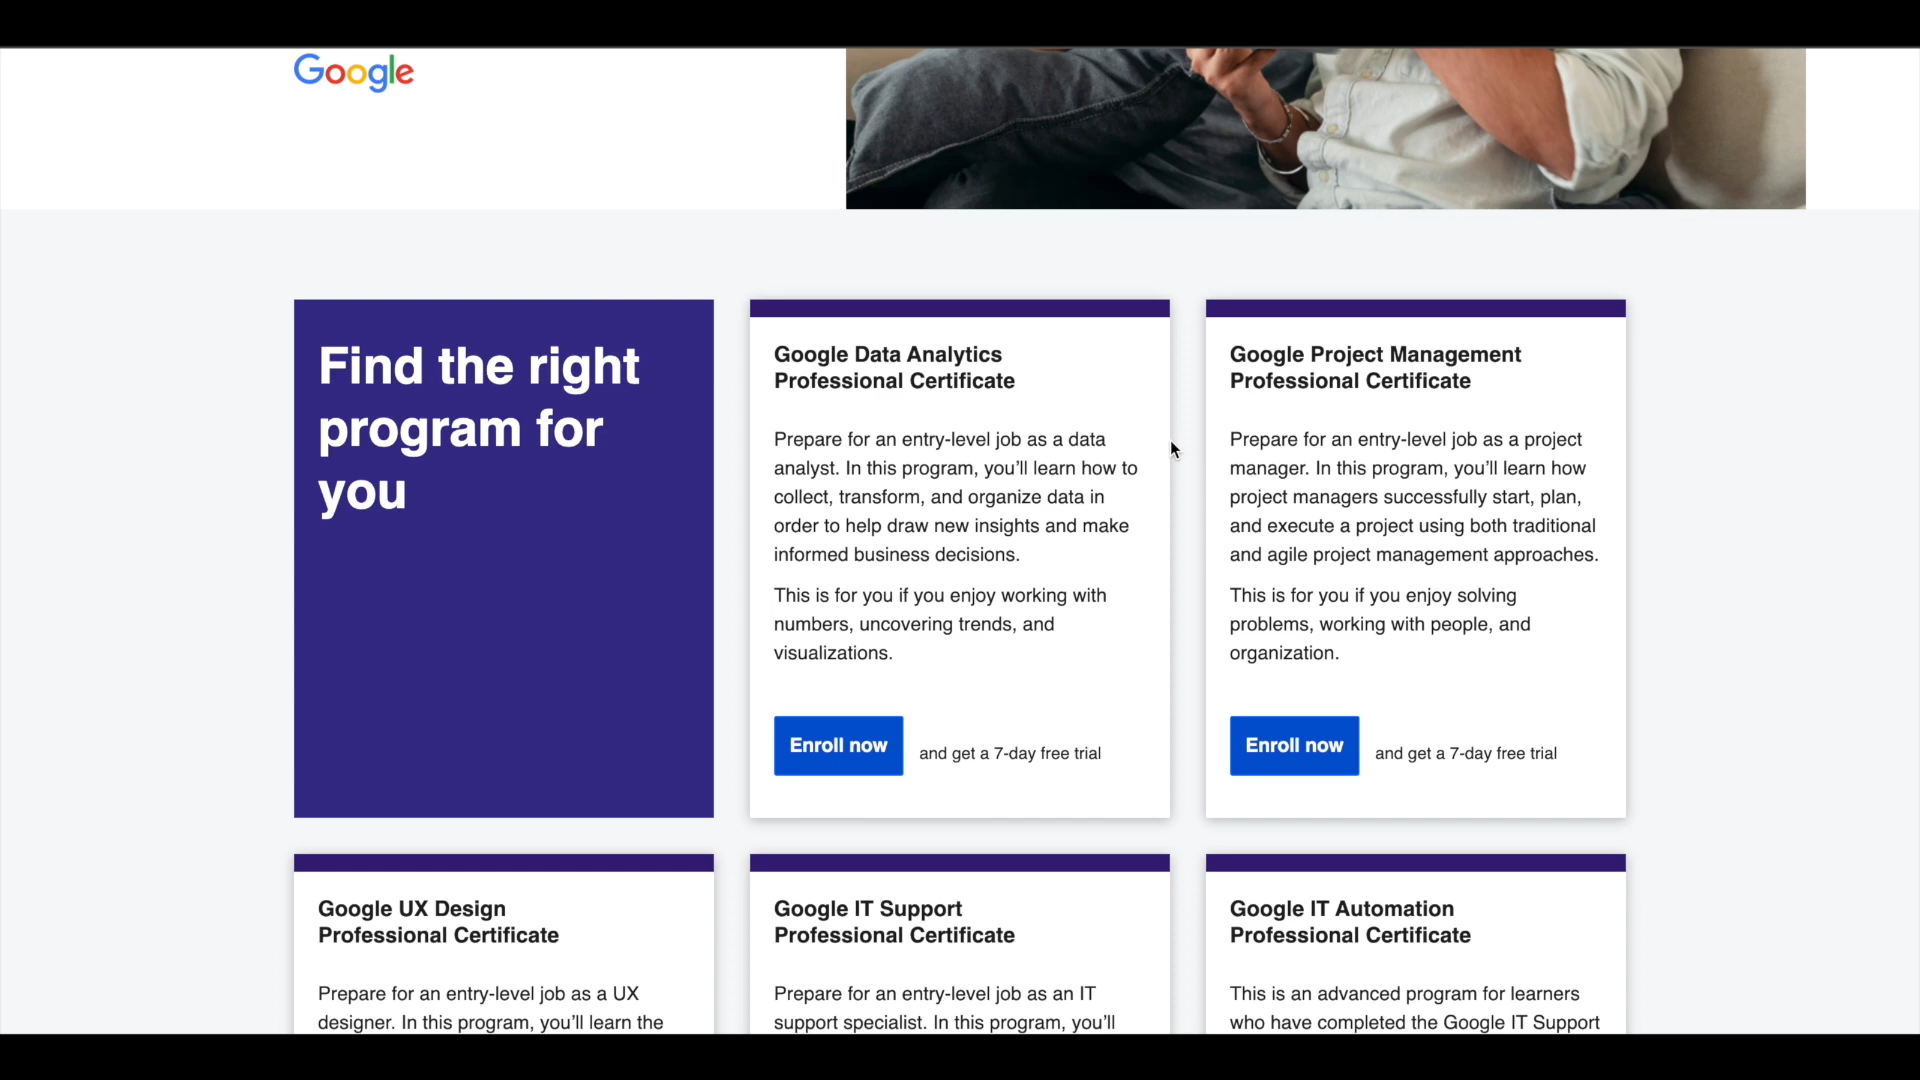 Google
Find the right
program for
you
Google Data Analytics
Professional Certificate
Prepare for an entry-level job as a data
analyst. In this program, you’ll learn how to
collect, transform, and organize data in
order to help draw new insights and make
informed business decisions.
This is for you if you enjoy working with
numbers, uncovering trends, and
visualizations.
Enroll now and get a 7-day free trial
Google Project Management
Professional Certificate
Prepare for an entry-level job as a project
manager. In this program, you’ll learn how
project managers successfully start, plan,
and execute a project using both traditional
and agile project management approaches.
This is for you if you enjoy solving
problems, working with people, and
organization.
Enroll now and get a 7-day free trial
Google UX Design
Professional Certificate
Prepare for an entry-level job as a UX
designer. In this program, you’ll learn the
Google IT Support
Professional Certificate
Prepare for an entry-level job as an IT
support specialist. In this program, you’ll
Google IT Automation
Professional Certificate
This is an advanced program for learners
who have completed the Google IT Support